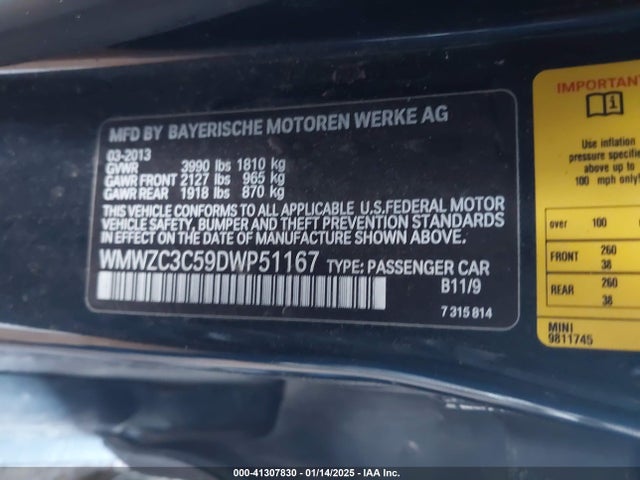 MFD BY BAYERISCHE MOTOREN WERKE AG
03-2013
GVWR 3990 lbs 1810 kg
GAWR FRONT 2127 lbs 965 kg
GAWR REAR 1918 lbs 870 kg
THIS VEHICLE CONFORMS TO ALL APPLICABLE U.S.FEDERAL MOTOR
VEHICLE SAFETY, BUMPER, AND THEFT PREVENTION STANDARDS
IN EFFECT ON THE DATE OF MANUFACTURE SHOWN ABOVE.
WMWZC3C59DWP51167 TYPE: PASSENGER CAR
B11/9
7 315 814
IMPORTANT
Use inflation
pressure specified
to be adjusted
100 mph only!
over 100
FRONT 260
38
REAR 260
38
MINI
9811745
000-41307830 - 01/14/2025 - IAA Inc.